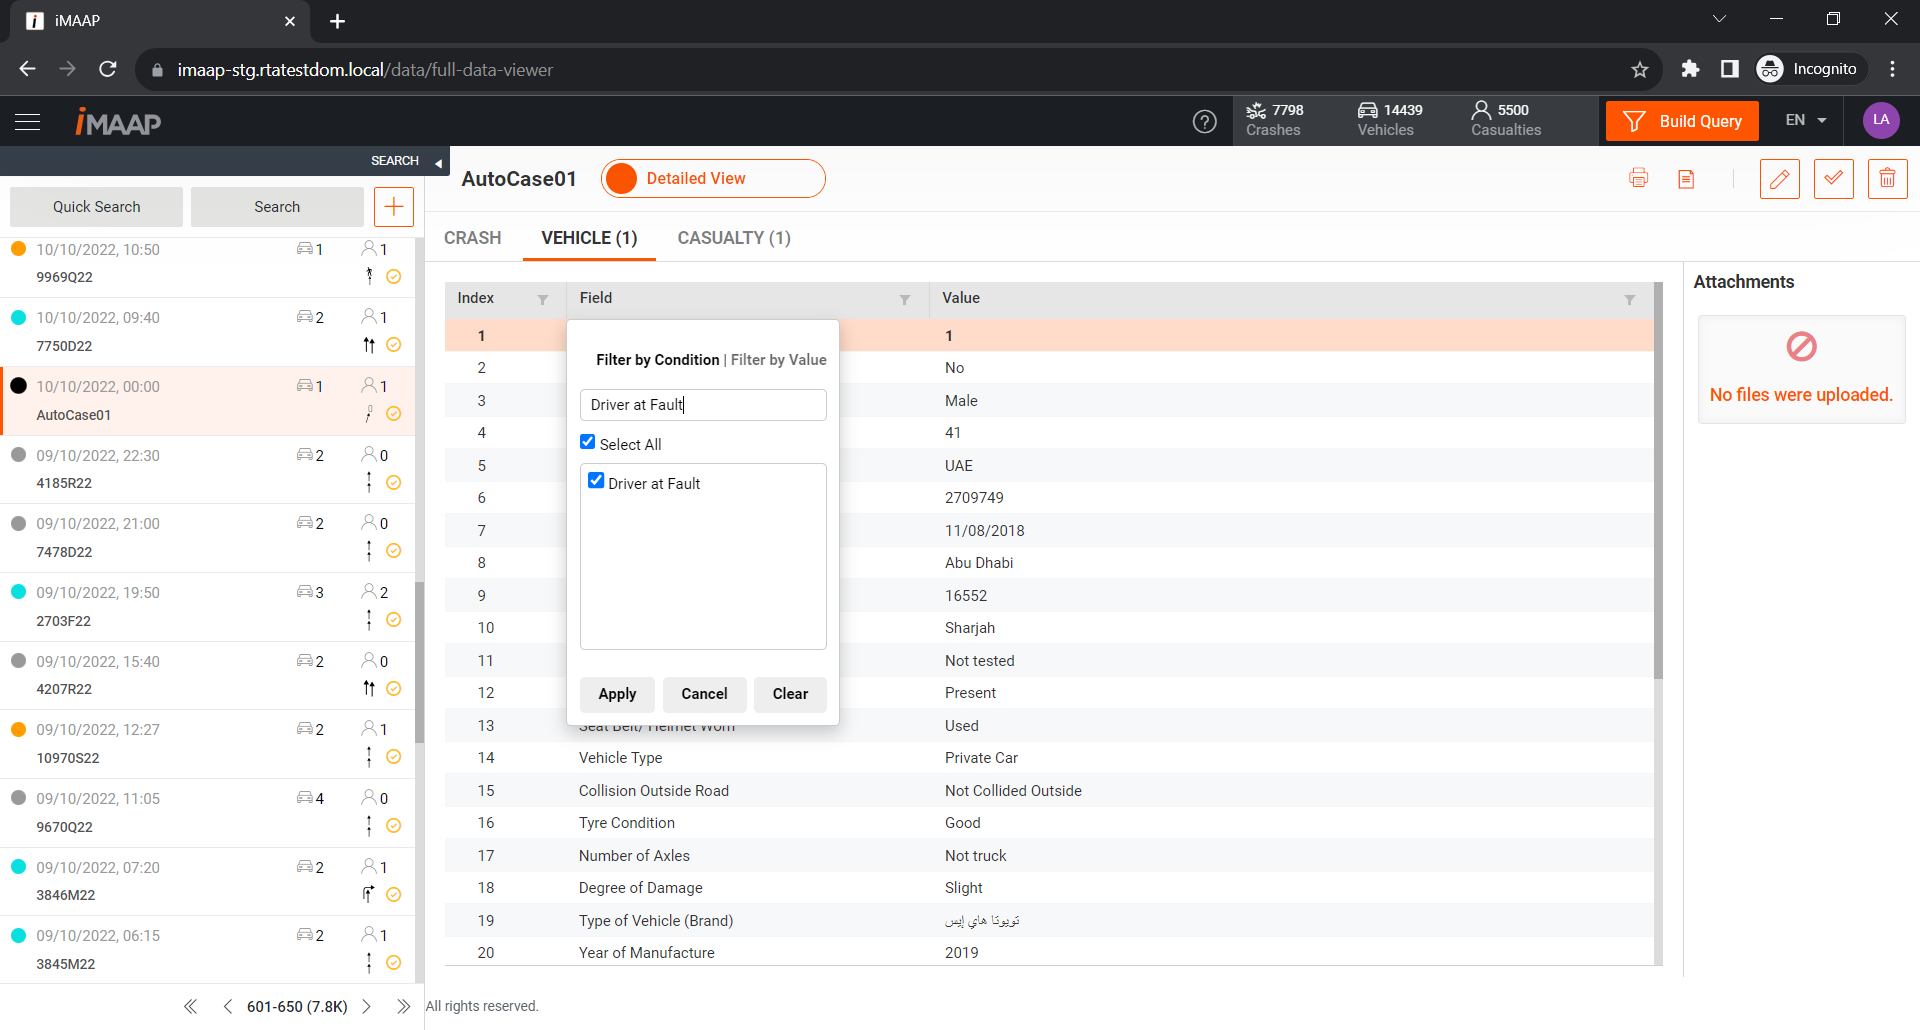 iMAAP
imaap-stg.rtatestdom.local/data/full-data-viewer
Incognito
iMAAP
7798
Crashes
14439
Vehicles
5500
Casualties
Build Query
EN
LA
SEARCH
Quick Search
Search
10/10/2022, 10:50 1 1
9969Q22
10/10/2022, 09:40 2 1
7750D22
10/10/2022, 00:00 1 1
AutoCase01
09/10/2022, 22:30 2 0
4185R22
09/10/2022, 21:00 2 0
7478D22
09/10/2022, 19:50 3 2
2703F22
09/10/2022, 15:40 2 0
4207R22
09/10/2022, 12:27 2 1
10970S22
09/10/2022, 11:05 4 0
9670Q22
09/10/2022, 07:20 2 1
3846M22
09/10/2022, 06:15 2 1
3845M22
601-650 (7.8K)
AutoCase01
Detailed View
CRASH VEHICLE (1) CASUALTY (1)
Index Field Value
1 1
2 No
3 Male
4 41
5 UAE
6 2709749
7 11/08/2018
8 Abu Dhabi
9 16552
10 Sharjah
11 Not tested
12 Present
13 Seat Belt/ Helmet Worn Used
14 Vehicle Type Private Car
15 Collision Outside Road Not Collided Outside
16 Tyre Condition Good
17 Number of Axles Not truck
18 Degree of Damage Slight
19 Type of Vehicle (Brand) تويوتا هاي إيس
20 Year of Manufacture 2019
Filter by Condition | Filter by Value
Driver at Fault
Select All
Driver at Fault
Apply
Cancel
Clear
Attachments
No files were uploaded.
All rights reserved.